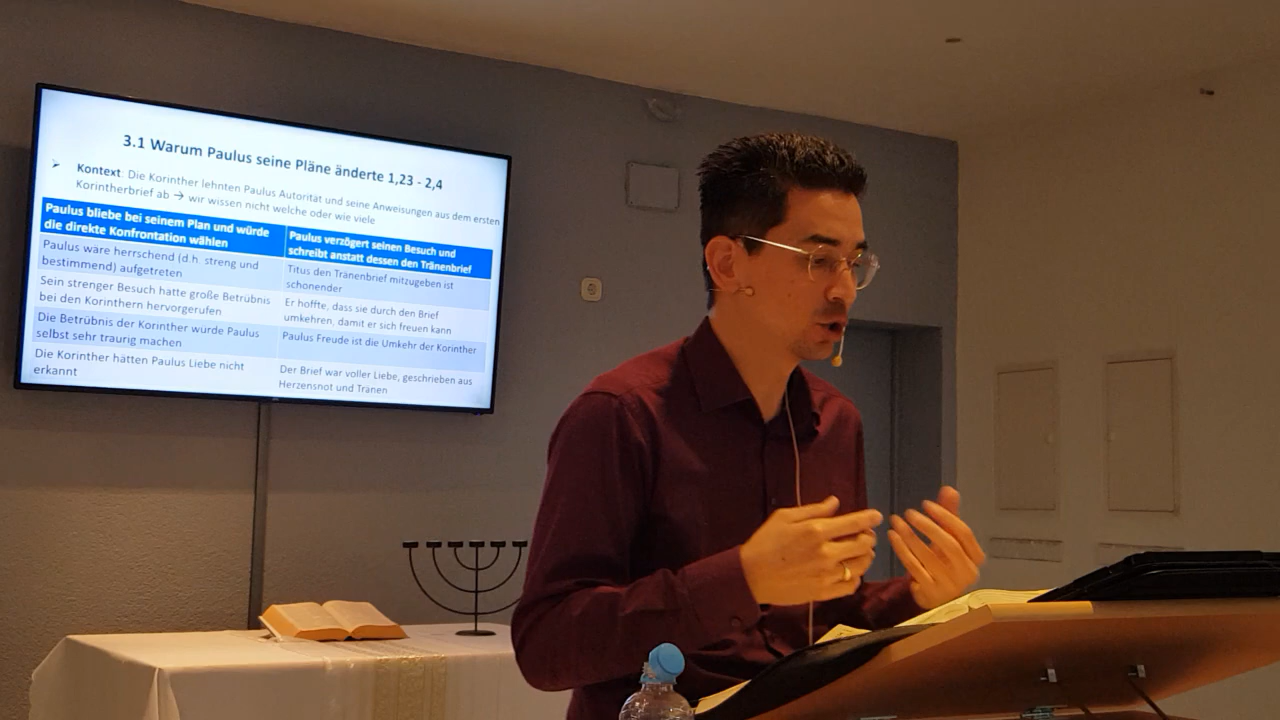 3.1 Warum Paulus seine Pläne änderte 1,23 - 2,4
➤ Kontext: Die Korinther lehnten Paulus Autorität und seine Anweisungen aus dem ersten
Korintherbrief ab → wir wissen nicht welche oder wie viele
Paulus bliebe bei seinem Plan und würde
die direkte Konfrontation wählen
Paulus verzögert seinen Besuch und
schreibt anstatt dessen den Tränenbrief
Paulus wäre herrschend (d.h. streng und
bestimmend) aufgetreten
Titus den Tränenbrief mitzugeben ist
schonender
Sein strenger Besuch hätte große Betrübnis
bei den Korinthern hervorgerufen
Er hoffte, dass sie durch den Brief
umkehren, damit er sich freuen kann
Die Betrübnis der Korinther würde Paulus
selbst sehr traurig machen
Paulus Freude ist die Umkehr der Korinther
Die Korinther hätten Paulus Liebe nicht
erkannt
Der Brief war voller Liebe, geschrieben aus
Herzensnot und Tränen